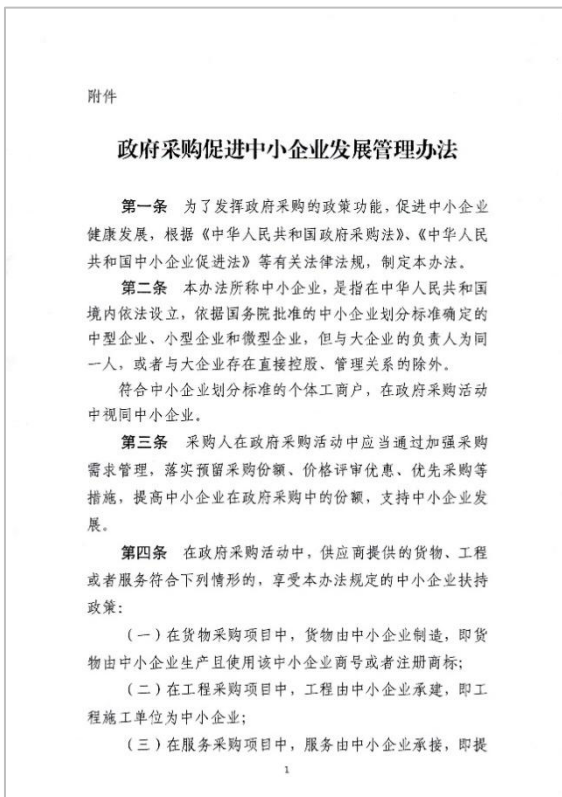 附件
政府采购促进中小企业发展管理办法
第一条 为了发挥政府采购的政策功能，促进中小企业
健康发展，根据《中华人民共和国政府采购法》、《中华人民
共和国中小企业促进法》等有关法律法规，制定本办法。
第二条 本办法所称中小企业，是指在中华人民共和国
境内依法设立，依据国务院批准的中小企业划分标准确定的
中型企业、小型企业和微型企业，但与大企业的负责人为同
一人，或者与大企业存在直接控股、管理关系的除外。
符合中小企业划分标准的个体工商户，在政府采购活动
中视同中小企业。
第三条 采购人在政府采购活动中应当通过加强采购
需求管理，落实预留采购份额、价格评审优惠、优先采购等
措施，提高中小企业在政府采购中的份额，支持中小企业发
展。
第四条 在政府采购活动中，供应商提供的货物、工程
或者服务符合下列情形的，享受本办法规定的中小企业扶持
政策：
（一）在货物采购项目中，货物由中小企业制造，即货
物由中小企业生产且使用该中小企业商号或者注册商标；
（二）在工程采购项目中，工程由中小企业承建，即工
程施工单位为中小企业；
（三）在服务采购项目中，服务由中小企业承接，即提
1